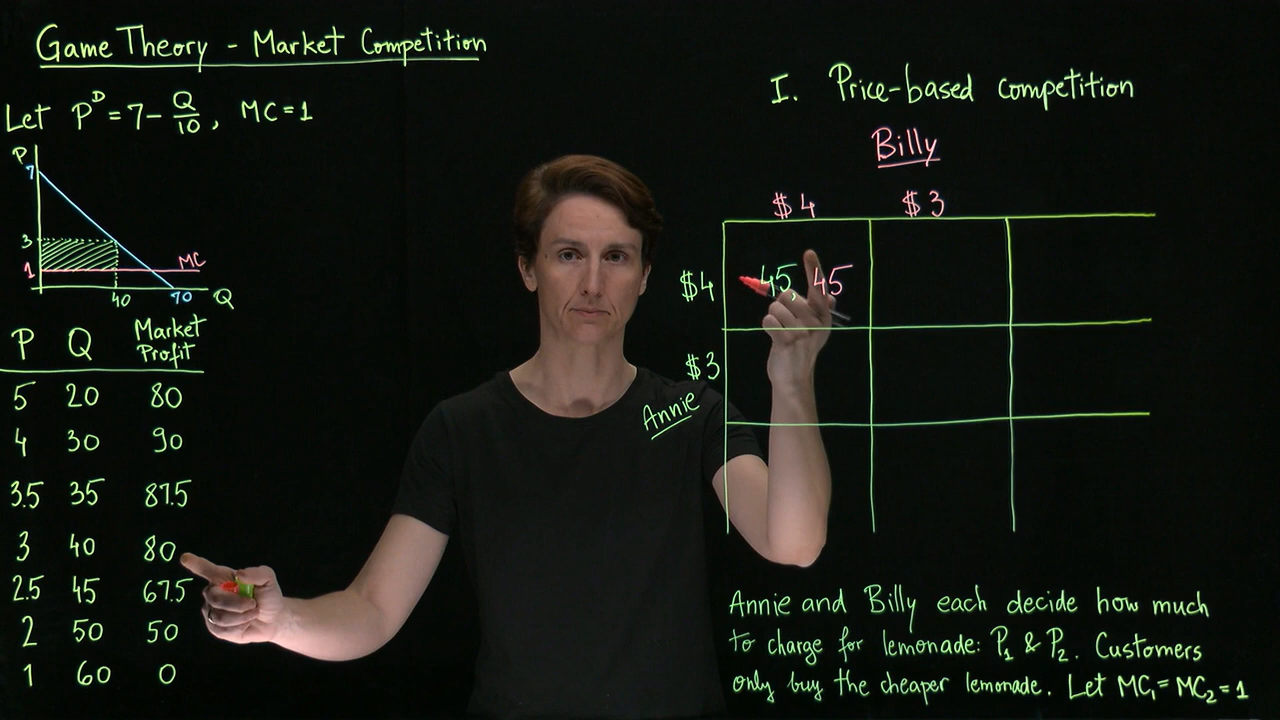 Game Theory - Market Competition
Let Pᴰ = 7 - Q/10, MC = 1
P
7
3
1
MC
40
70
Q
P Q Market Profit
5 20 80
4 30 90
3.5 35 87.5
3 40 80
2.5 45 67.5
2 50 50
1 60 0
I. Price-based competition
Billy
$4 $3
$4 45, 45
$3
Annie
Annie and Billy each decide how much
to charge for lemonade: P₁ & P₂. Customers
only buy the cheaper lemonade. Let MC₁ = MC₂ = 1